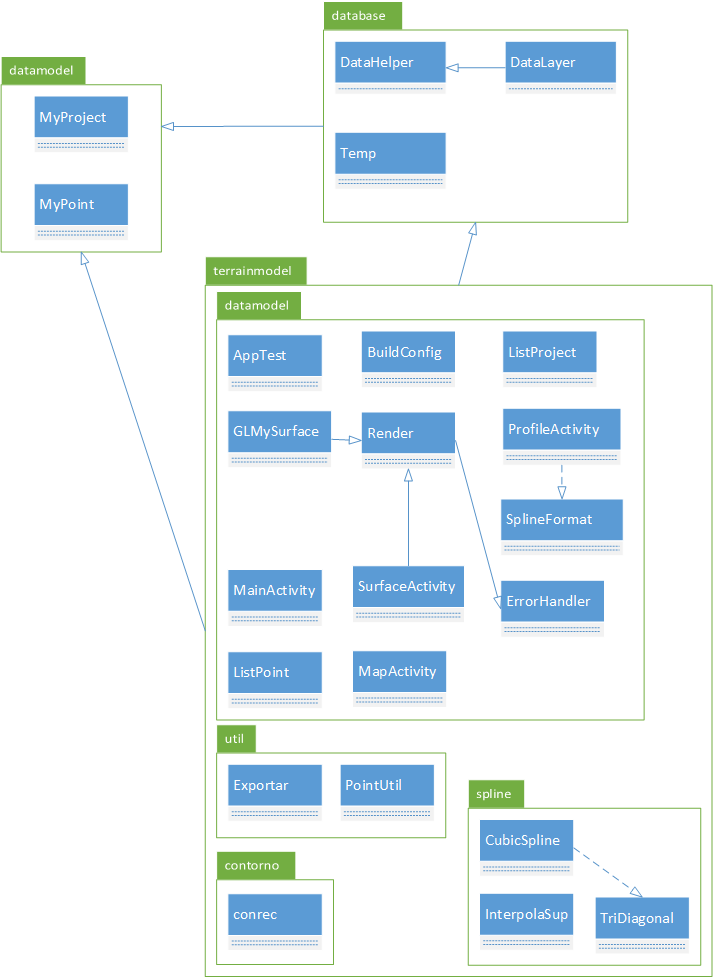 database
DataHelper
DataLayer
Temp
datamodel
MyProject
MyPoint
terrainmodel
datamodel
AppTest
BuildConfig
ListProject
GLMySurface
Render
ProfileActivity
SplineFormat
MainActivity
SurfaceActivity
ErrorHandler
ListPoint
MapActivity
util
Exportar
PointUtil
spline
CubicSpline
InterpolaSup
TriDiagonal
contorno
conrec